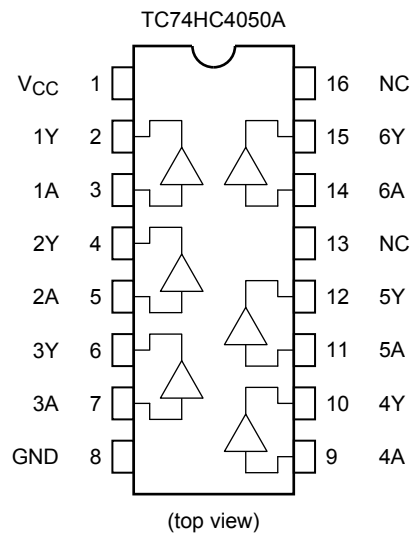 TC74HC4050A
VCC 1 16 NC
1Y 2 15 6Y
1A 3 14 6A
2Y 4 13 NC
2A 5 12 5Y
3Y 6 11 5A
3A 7 10 4Y
GND 8 9 4A
(top view)